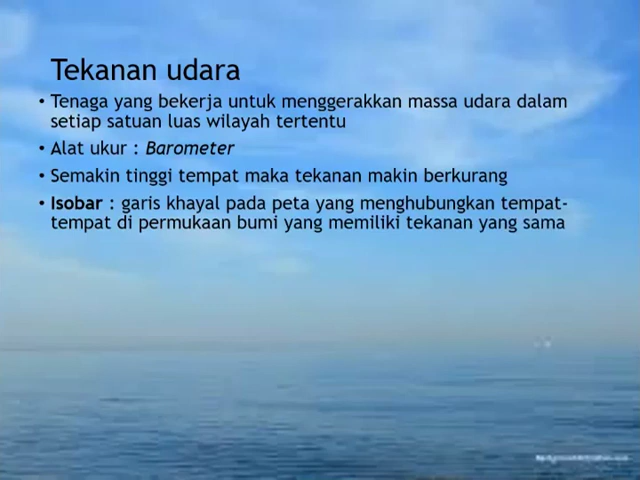 Tekanan udara
• Tenaga yang bekerja untuk menggerakkan massa udara dalam
setiap satuan luas wilayah tertentu
• Alat ukur : Barometer
• Semakin tinggi tempat maka tekanan makin berkurang
• Isobar : garis khayal pada peta yang menghubungkan tempat-
tempat di permukaan bumi yang memiliki tekanan yang sama